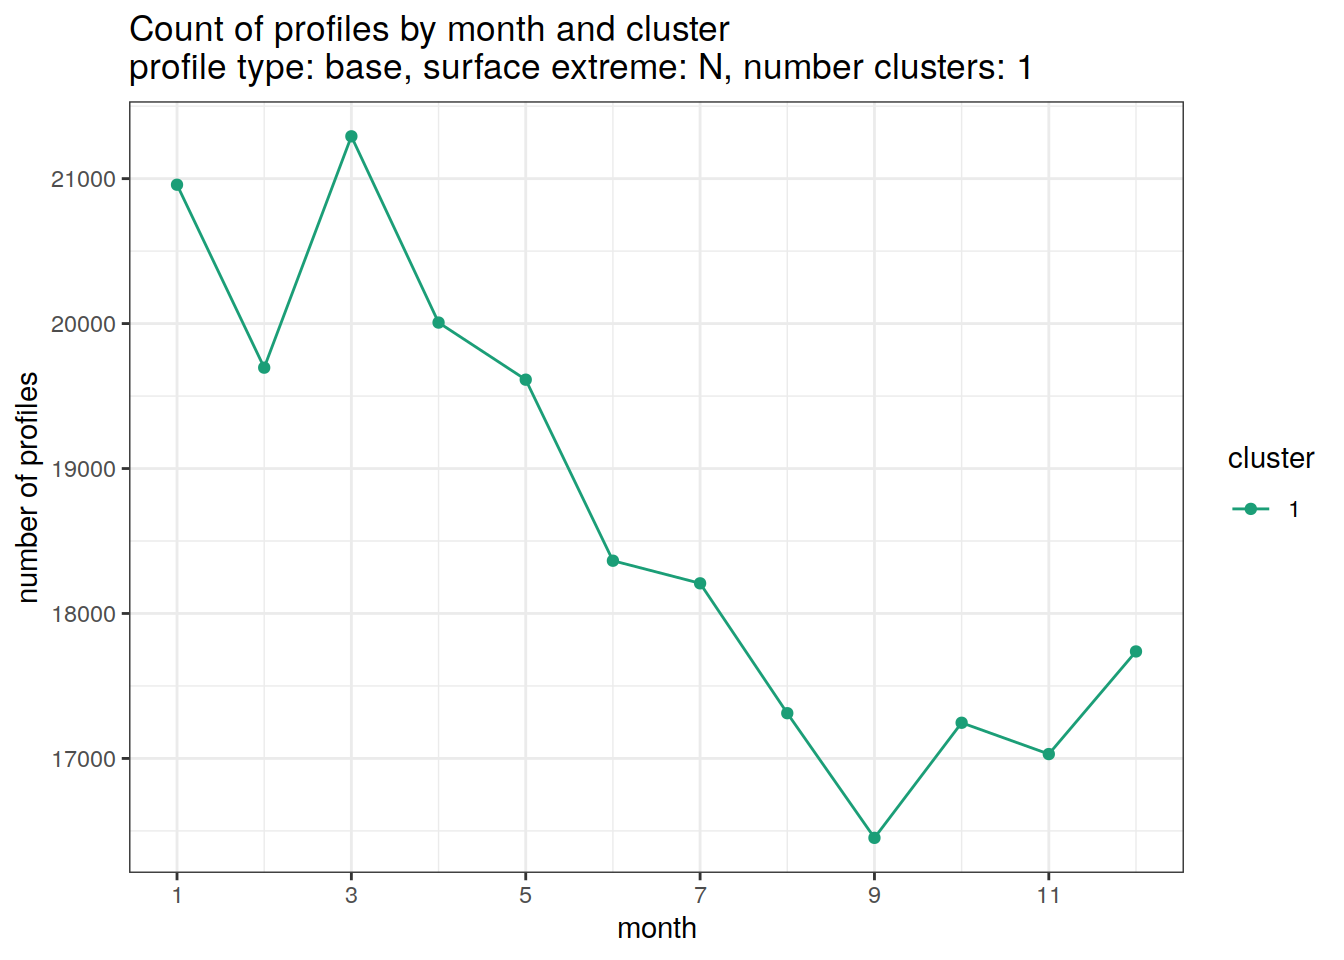 Count of profiles by month and cluster
profile type: base, surface extreme: N, number clusters: 1
21000
20000
19000
18000
17000
number of profiles
1 3 5 7 9 11
month
cluster
1